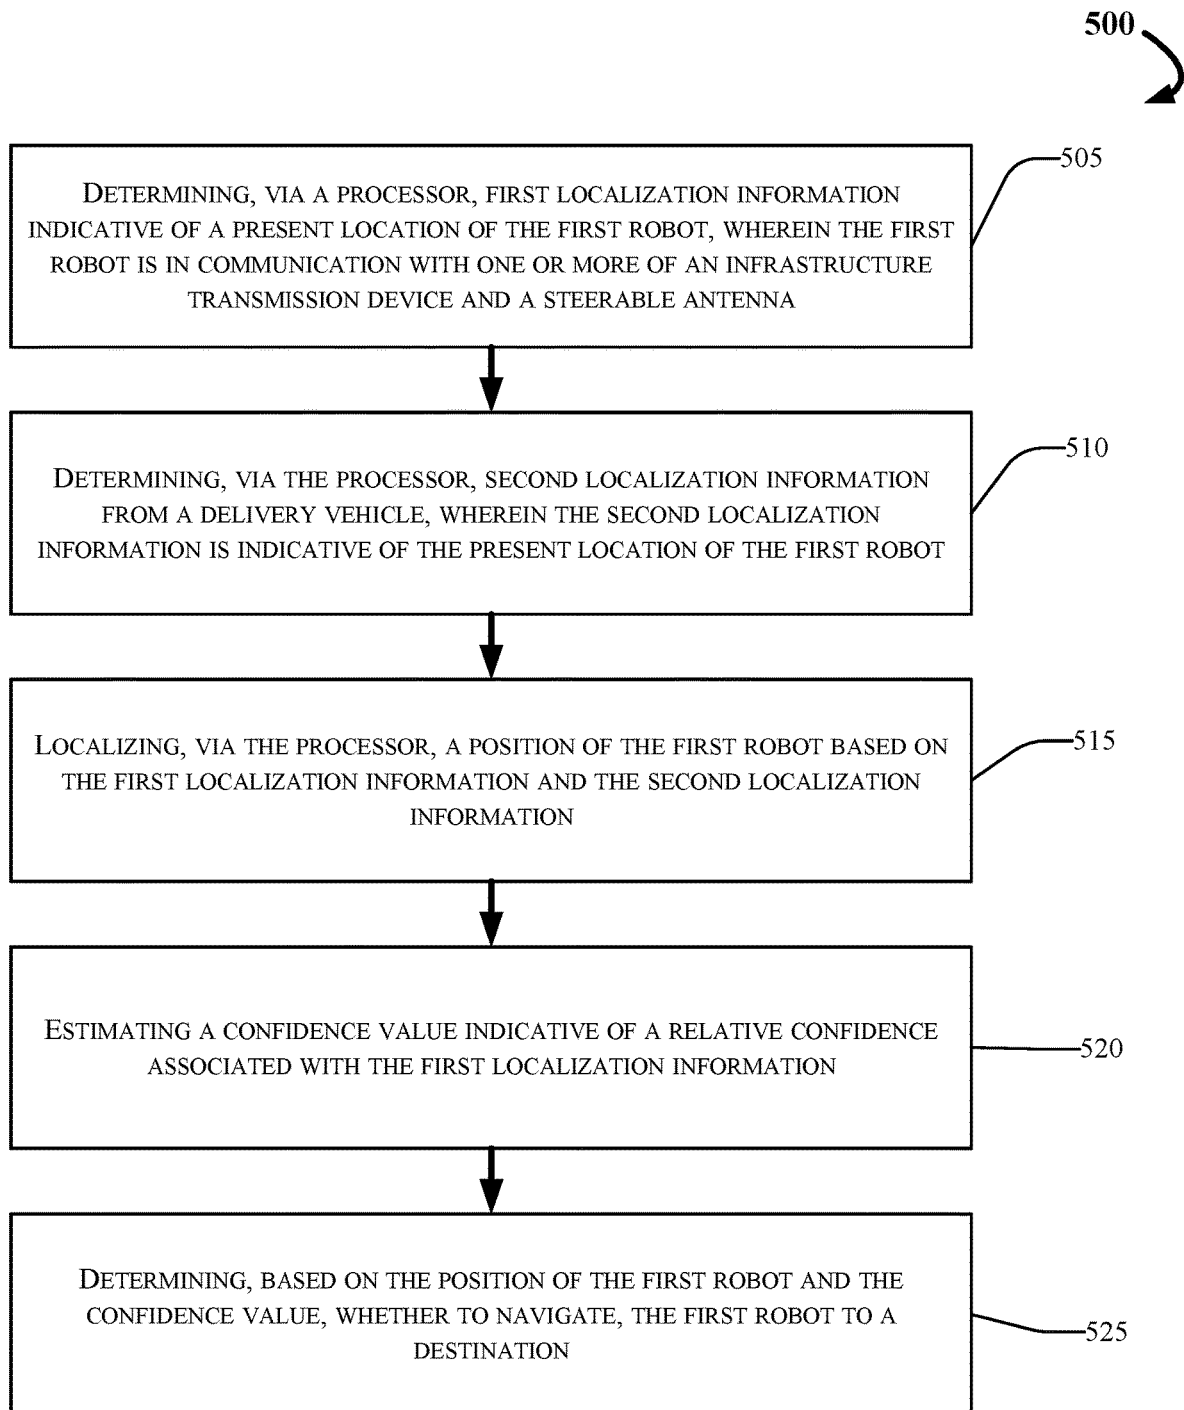 500
DETERMINING, VIA A PROCESSOR, FIRST LOCALIZATION INFORMATION
INDICATIVE OF A PRESENT LOCATION OF THE FIRST ROBOT, WHEREIN THE FIRST
ROBOT IS IN COMMUNICATION WITH ONE OR MORE OF AN INFRASTRUCTURE
TRANSMISSION DEVICE AND A STEERABLE ANTENNA
505
DETERMINING, VIA THE PROCESSOR, SECOND LOCALIZATION INFORMATION
FROM A DELIVERY VEHICLE, WHEREIN THE SECOND LOCALIZATION
INFORMATION IS INDICATIVE OF THE PRESENT LOCATION OF THE FIRST ROBOT
510
LOCALIZING, VIA THE PROCESSOR, A POSITION OF THE FIRST ROBOT BASED ON
THE FIRST LOCALIZATION INFORMATION AND THE SECOND LOCALIZATION
INFORMATION
515
ESTIMATING A CONFIDENCE VALUE INDICATIVE OF A RELATIVE CONFIDENCE
ASSOCIATED WITH THE FIRST LOCALIZATION INFORMATION
520
DETERMINING, BASED ON THE POSITION OF THE FIRST ROBOT AND THE
CONFIDENCE VALUE, WHETHER TO NAVIGATE, THE FIRST ROBOT TO A
DESTINATION
525